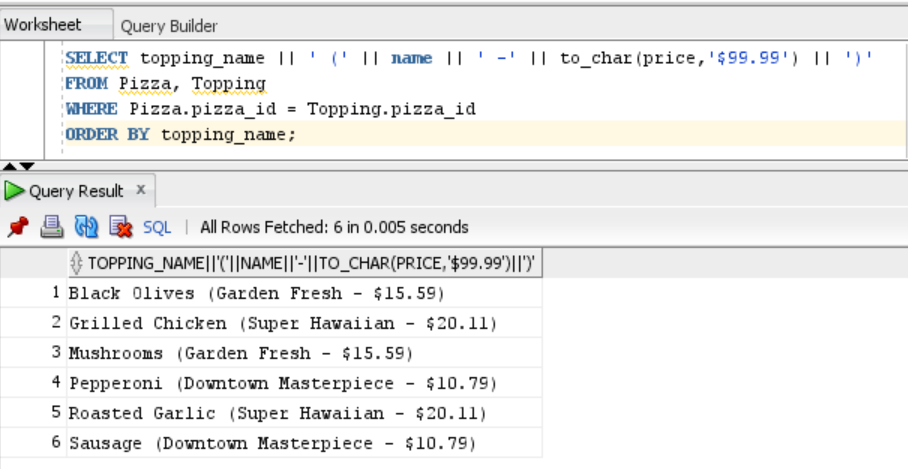 Worksheet Query Builder
SELECT topping_name || ' (' || name || ' -' || to_char(price,'$99.99') || ')'
FROM Pizza, Topping
WHERE Pizza.pizza_id = Topping.pizza_id
ORDER BY topping_name;
Query Result x
SQL | All Rows Fetched: 6 in 0.005 seconds
TOPPING_NAME||'('||NAME||'-'||TO_CHAR(PRICE,'$99.99')||')'
1 Black Olives (Garden Fresh - $15.59)
2 Grilled Chicken (Super Hawaiian - $20.11)
3 Mushrooms (Garden Fresh - $15.59)
4 Pepperoni (Downtown Masterpiece - $10.79)
5 Roasted Garlic (Super Hawaiian - $20.11)
6 Sausage (Downtown Masterpiece - $10.79)